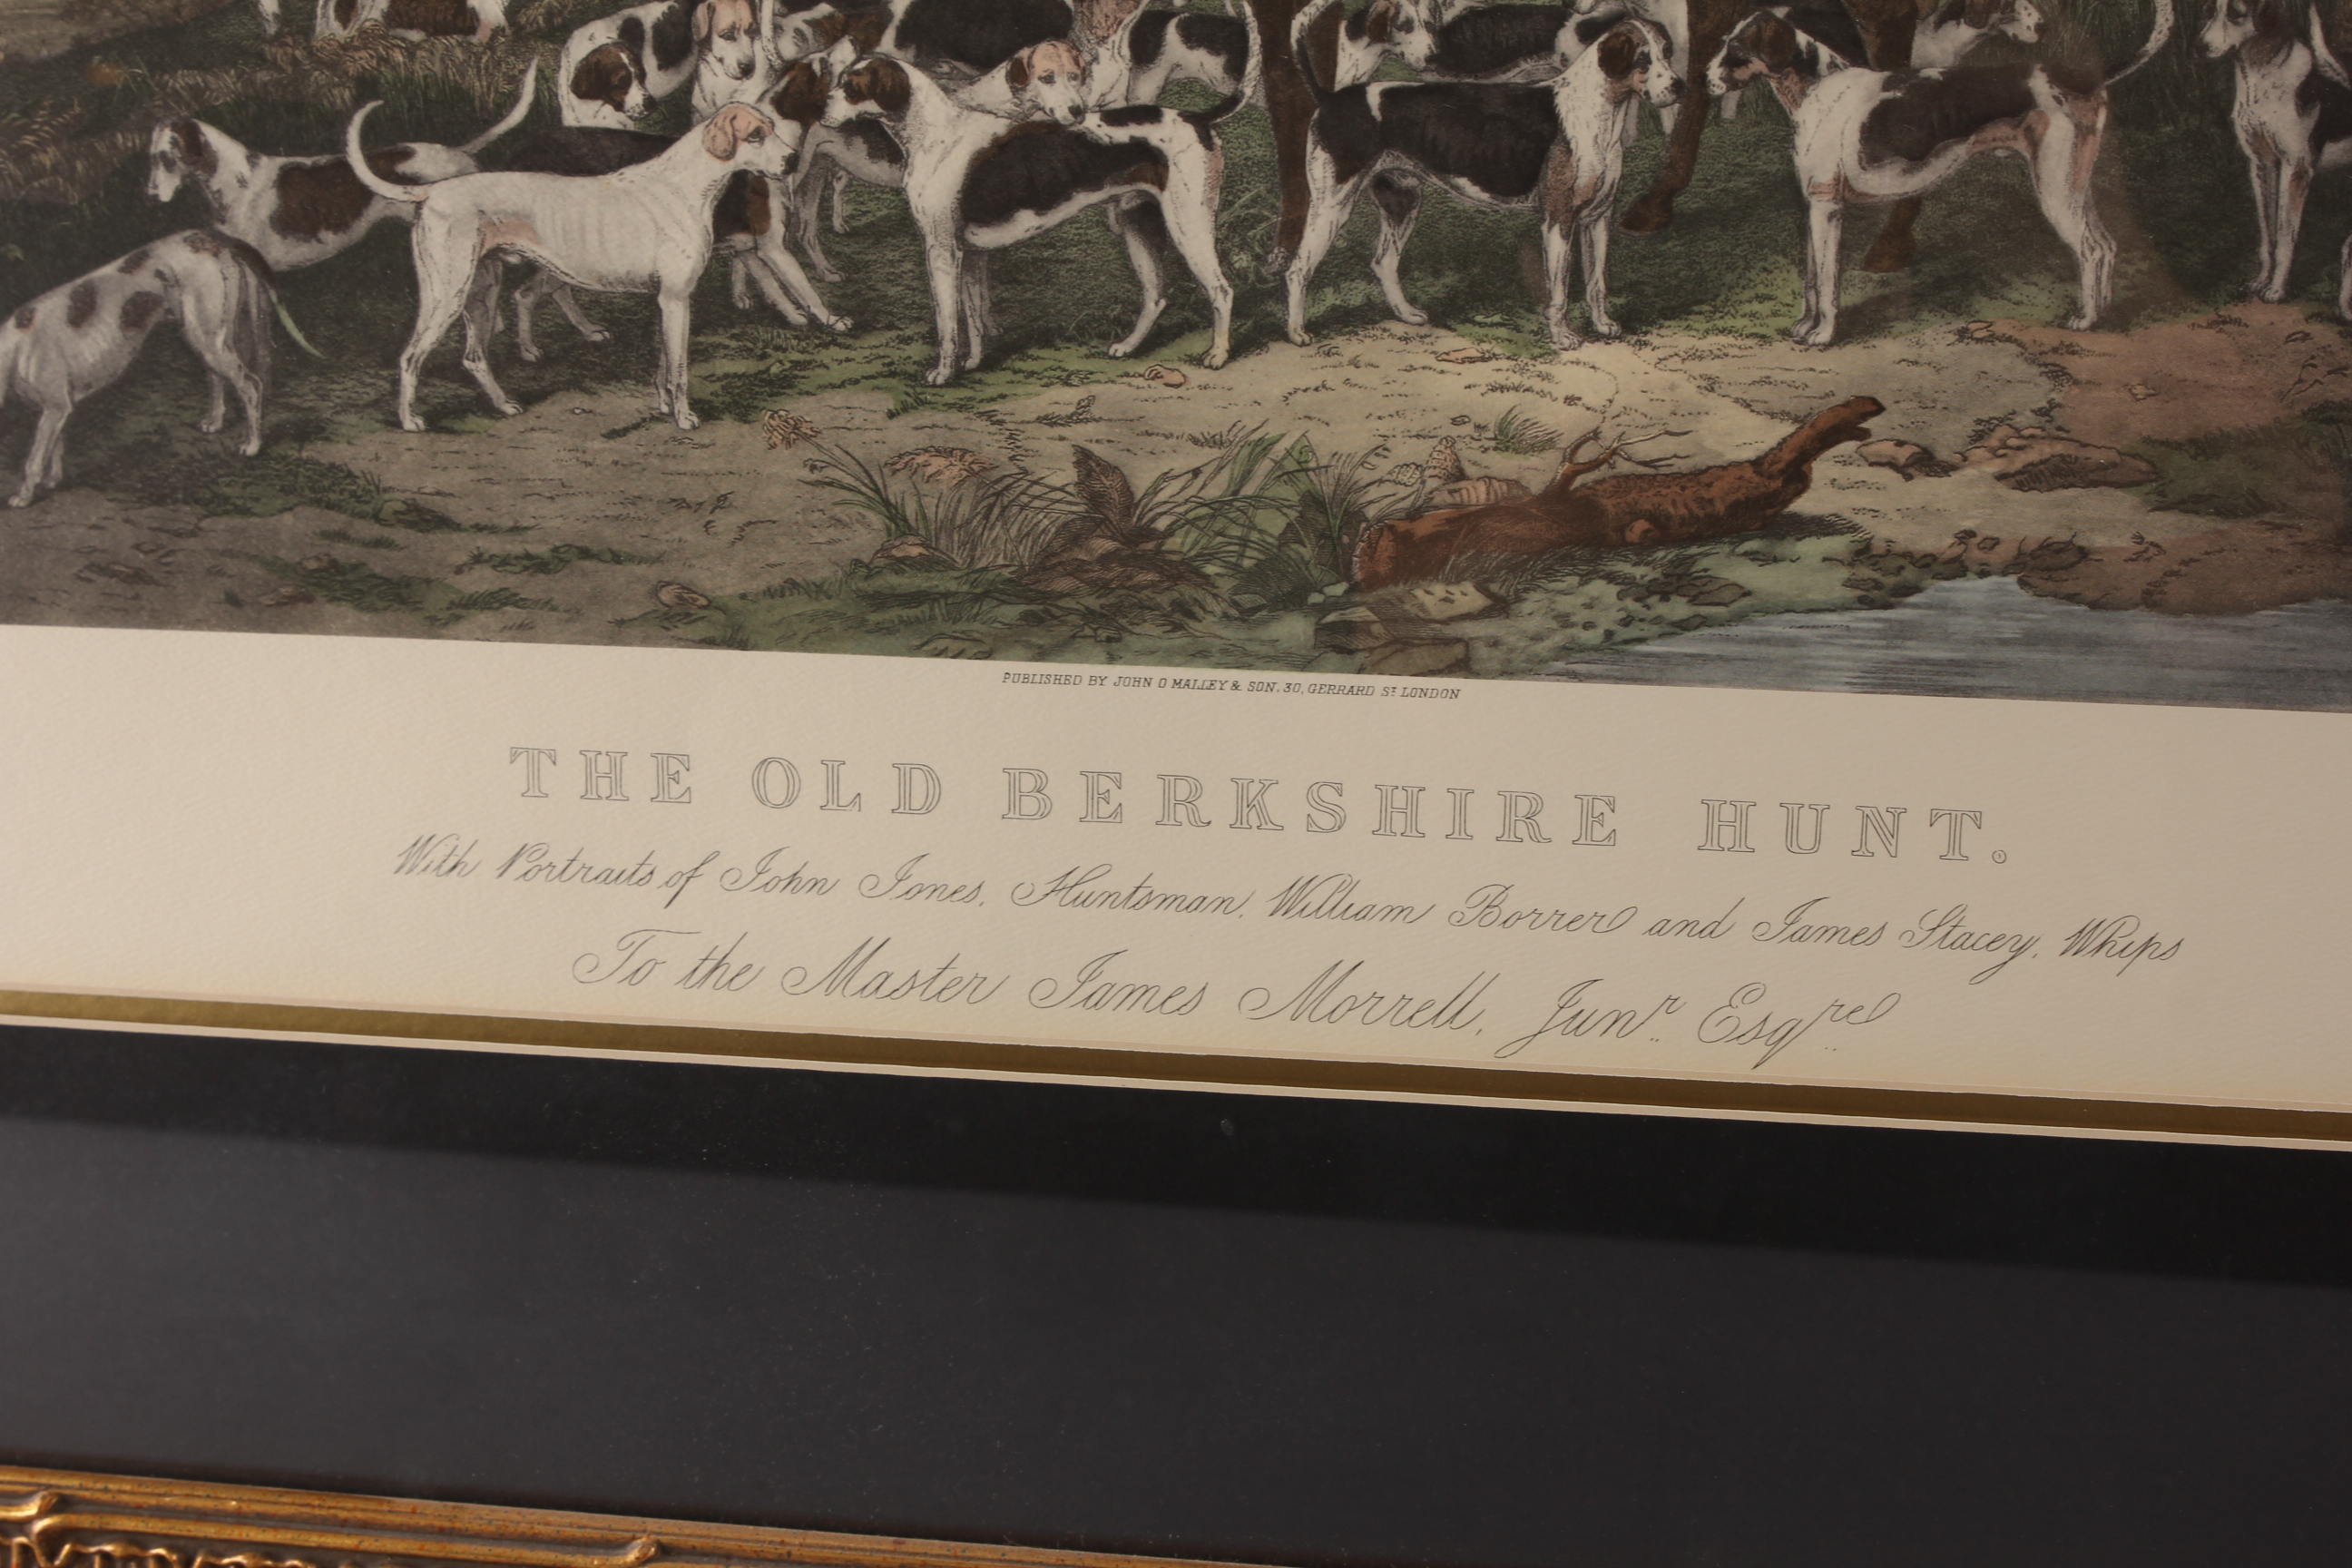 PUBLISHED BY JOHN O MALLEY & SON, 30, GERRARD ST LONDON
THE OLD BERKSHIRE HUNT.
With Portraits of John Jones, Huntsman, William Borrer and James Stacey, Whips
To the Master James Morrell, Junr Esqre